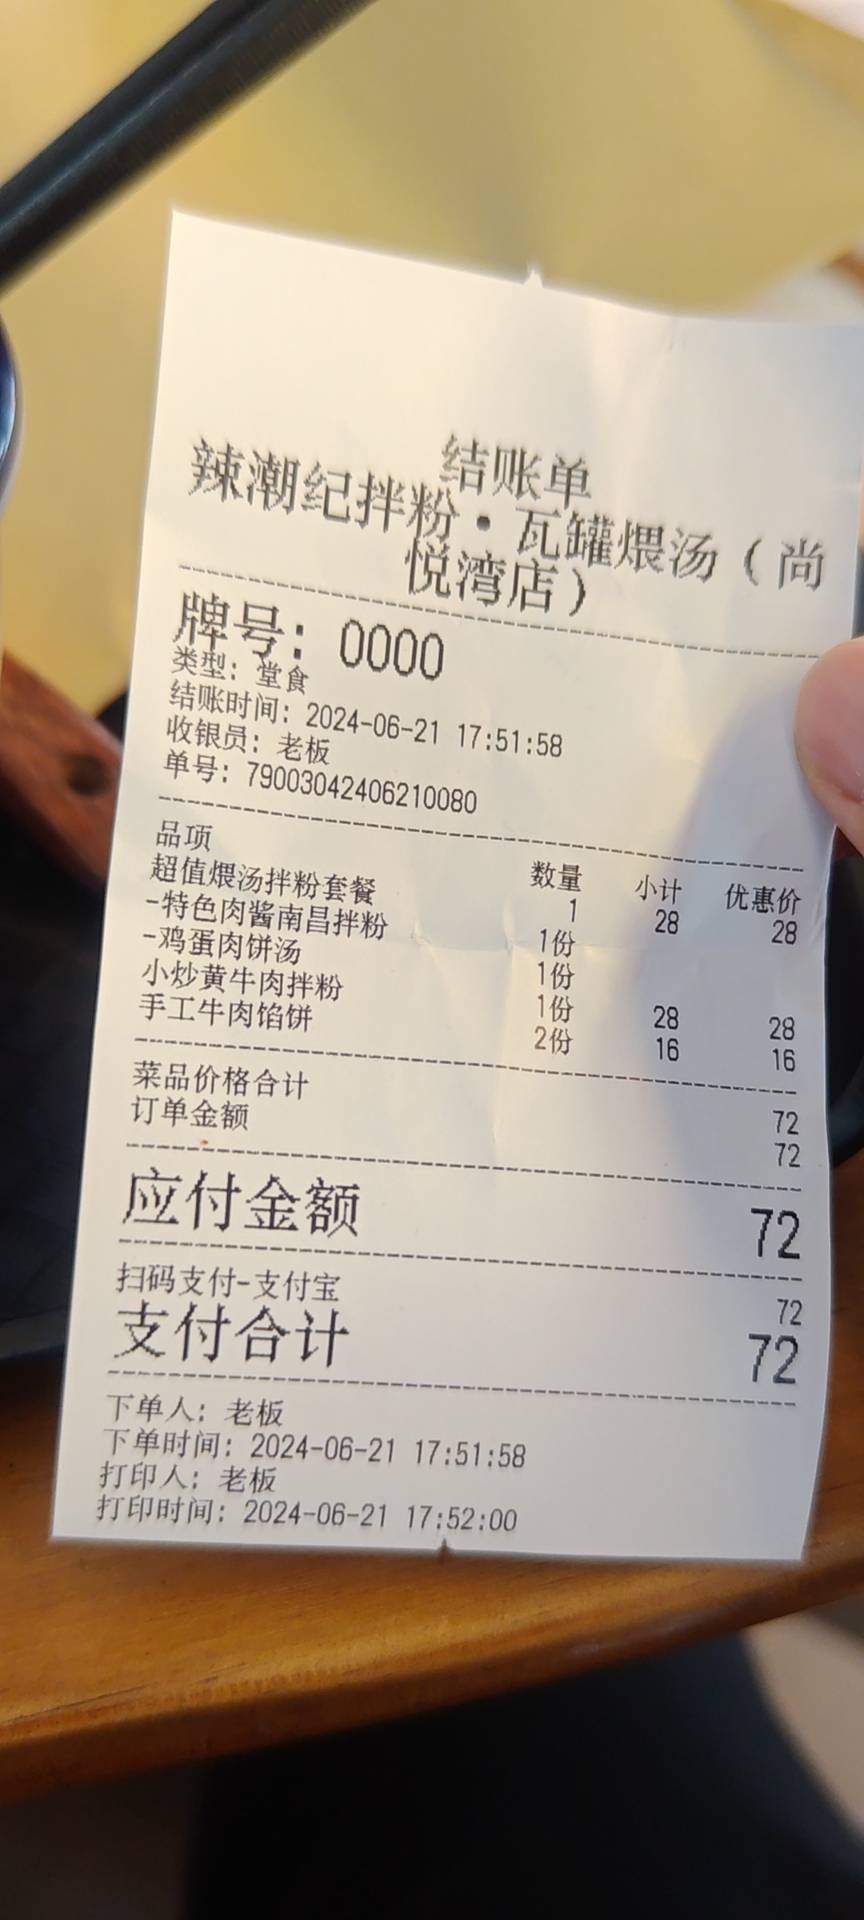 结账单
辣潮纪拌粉·瓦罐煨汤（尚
悦湾店）
牌号：0000
类型：堂食
结账时间：2024-06-21 17:51:58
收银员：老板
单号：79003042406210080
品项 数量 小计 优惠价
超值煨汤拌粉套餐 1 28 28
-特色肉酱南昌拌粉 1份
-鸡蛋肉饼汤 1份
小炒黄牛肉拌粉 1份 28 28
手工牛肉馅饼 2份 16 16
菜品价格合计 72
订单金额 72
应付金额 72
扫码支付-支付宝 72
支付合计 72
下单人：老板
下单时间：2024-06-21 17:51:58
打印人：老板
打印时间：2024-06-21 17:52:00